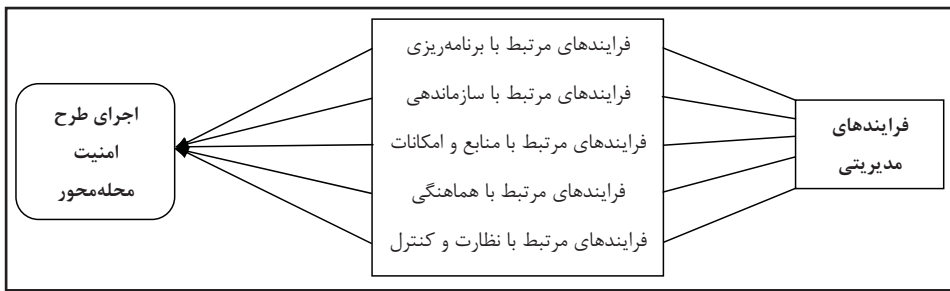 فرایندهای
مدیریتی
فرایندهای مرتبط با برنامه‌ریزی
فرایندهای مرتبط با سازماندهی
فرایندهای مرتبط با منابع و امکانات
فرایندهای مرتبط با هماهنگی
فرایندهای مرتبط با نظارت و کنترل
اجرای طرح
امنیت
محله‌محور